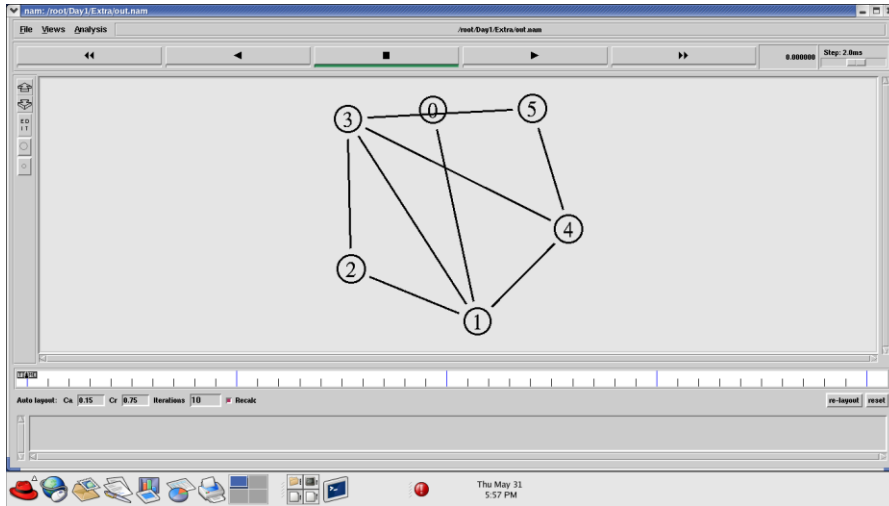 nam: /root/Day1/Extra/out.nam
File Views Analysis /root/Day1/Extra/out.nam
0.000000 Step: 2.0ms
3 0 5
ED
IT
4
2
1
Auto layout: Ca 0.15 Cr 0.75 Iterations 10 Recalc re-layout reset
Thu May 31
5:57 PM